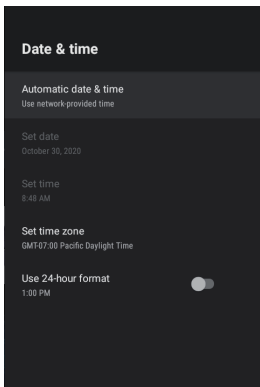 Date & time
Automatic date & time
Use network-provided time
Set date
October 30, 2020
Set time
8:48 AM
Set time zone
GMT-07:00 Pacific Daylight Time
Use 24-hour format
1:00 PM